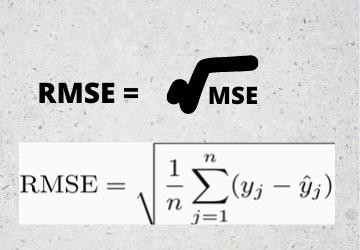 RMSE = √MSE
RMSE = √(1/n ∑_{j=1}^{n} (y_j − ŷ_j))